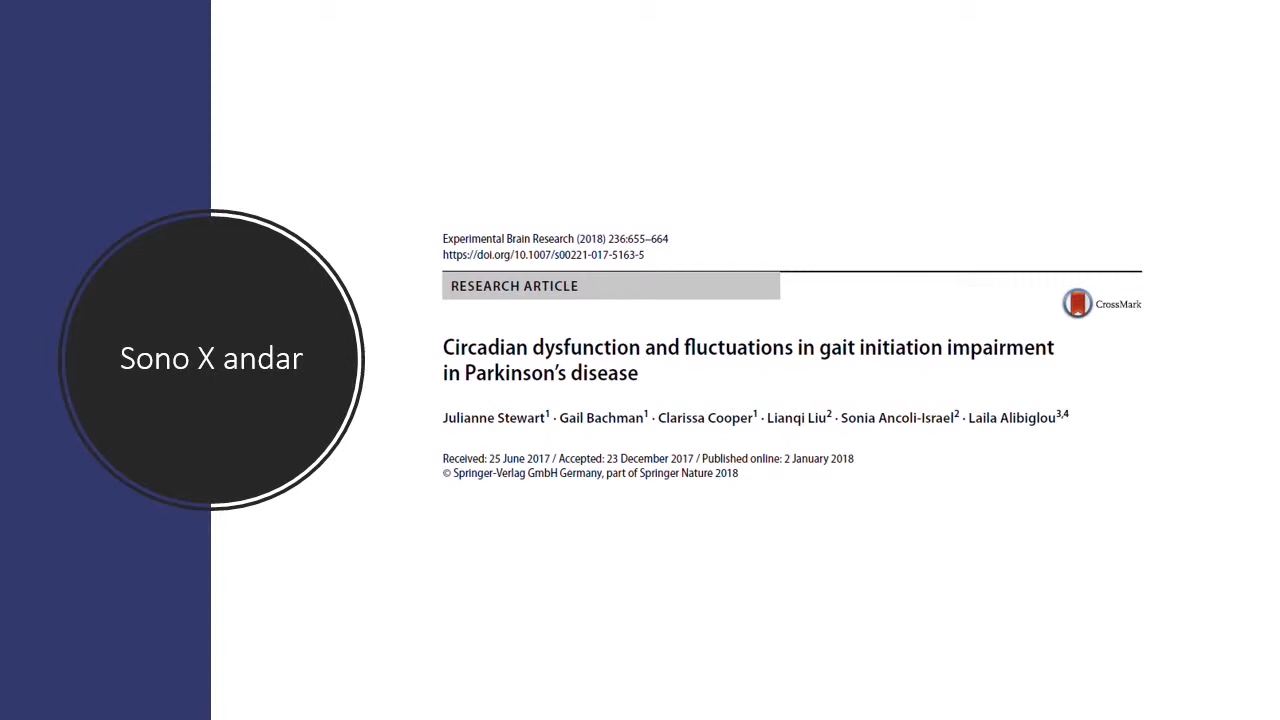 Sono X andar
Experimental Brain Research (2018) 236:655–664
https://doi.org/10.1007/s00221-017-5163-5
RESEARCH ARTICLE
CrossMark
Circadian dysfunction and fluctuations in gait initiation impairment
in Parkinson’s disease
Julianne Stewart1 · Gail Bachman1 · Clarissa Cooper1 · Lianqi Liu2 · Sonia Ancoli-Israel2 · Laila Alibiglou3,4
Received: 25 June 2017 / Accepted: 23 December 2017 / Published online: 2 January 2018
© Springer-Verlag GmbH Germany, part of Springer Nature 2018